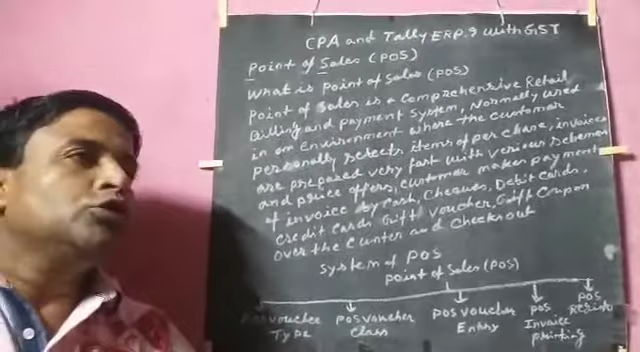 CPA and Tally ERP.9 with GST
Point of Sales (POS)
What is Point of Sales (POS)
Point of Sales is a comprehensive Retail
Billing and payment System, Normally used
in an Environment where the customer
personally selects items of per chase, invoices
are prepared very fast with verious schemes
and price offers, customer makes payment
of invoice by cash, Cheques, Debit cards,
credit cards Gift voucher, Gift Coupon
over the counter and checkout
System of POS
point of Sales (POS)
POS voucher POS voucher POS voucher POS POS
Type Class Entry Invoice
printing